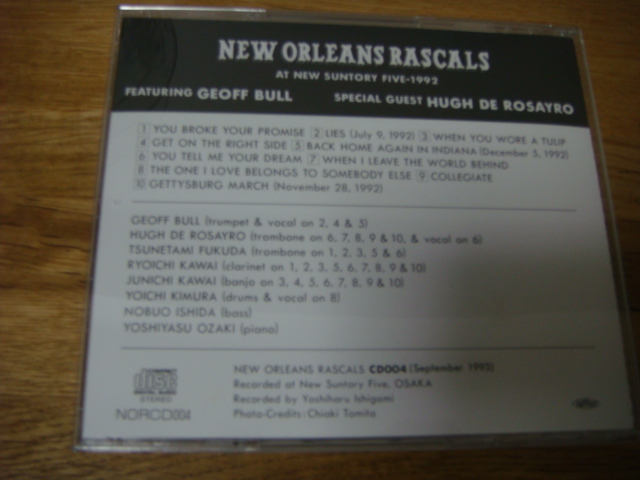 NEW ORLEANS RASCALS
AT NEW SUNTORY FIVE-1992
FEATURING GEOFF BULL SPECIAL GUEST HUGH DE ROSAYRO
1 YOU BROKE YOUR PROMISE 2 LIES (July 9, 1992) 3 WHEN YOU WORE A TULIP
4 GET ON THE RIGHT SIDE 5 BACK HOME AGAIN IN INDIANA (December 5, 1992)
6 YOU TELL ME YOUR DREAM 7 WHEN I LEAVE THE WORLD BEHIND
8 THE ONE I LOVE BELONGS TO SOMEBODY ELSE 9 COLLEGIATE
10 GETTYSBURG MARCH (November 28, 1992)
GEOFF BULL (trumpet & vocal on 2, 4 & 5)
HUGH DE ROSAYRO (trombone on 6, 7, 8, 9 & 10, & vocal on 6)
TSUNETAMI FUKUDA (trombone on 1, 2, 3, 5 & 6)
RYOICHI KAWAI (clarinet on 1, 2, 3, 5, 6, 7, 8, 9 & 10)
JUNICHI KAWAI (banjo on 3, 4, 5, 6, 7, 8, 9 & 10)
YOICHI KIMURA (drums & vocal on 8)
NOBUO ISHIDA (bass)
YOSHIYASU OZAKI (piano)
COMPACT
disc
DIGITAL AUDIO
STEREO
NORCD004
NEW ORLEANS RASCALS CD004 (September 1993)
Recorded at New Suntory Five, OSAKA
Recorded by Yoshiharu Ishigami
Photo-Credits: Chiaki Tomita